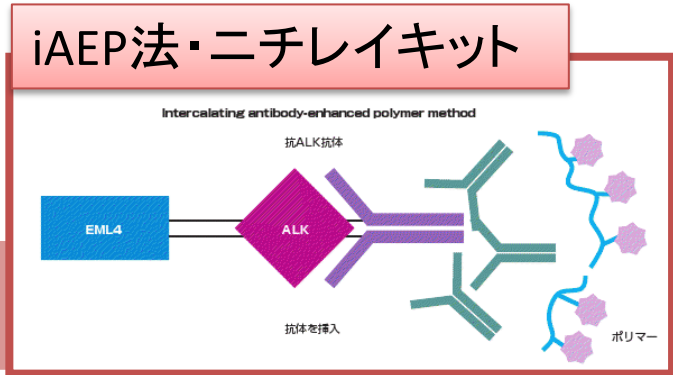 iAEP法・ニチレイキット
Intercalating antibody-enhanced polymer method
抗ALK抗体
EML4
ALK
抗体を挿入
ポリマー